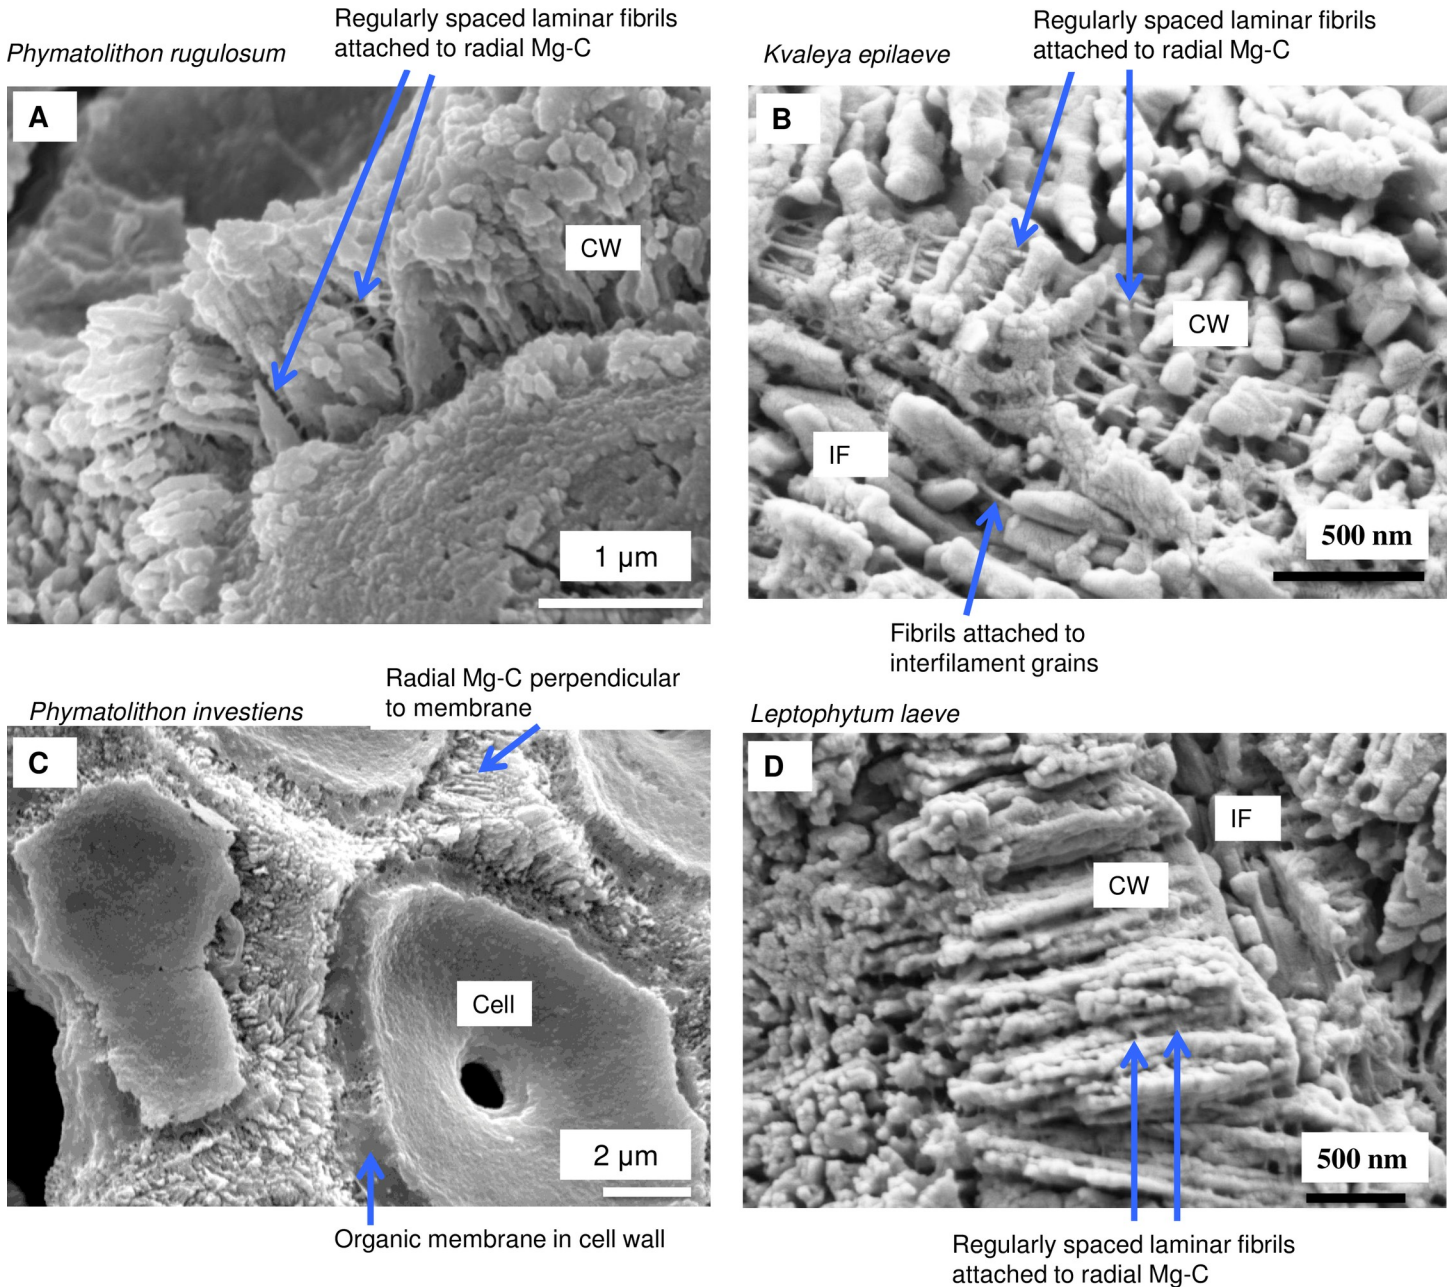 Phymatolithon rugulosum
Regularly spaced laminar fibrils
attached to radial Mg-C
A
CW
1 µm
Kvaleya epilaeve
Regularly spaced laminar fibrils
attached to radial Mg-C
B
CW
IF
500 nm
Fibrils attached to
interfilament grains
Phymatolithon investiens
Radial Mg-C perpendicular
to membrane
C
Cell
2 µm
Organic membrane in cell wall
Leptophytum laeve
D
IF
CW
500 nm
Regularly spaced laminar fibrils
attached to radial Mg-C